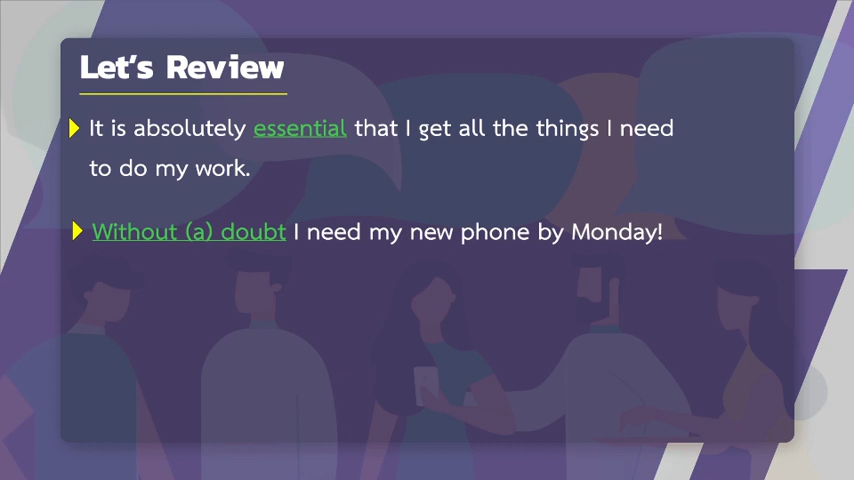 Let's Review
It is absolutely essential that I get all the things I need
to do my work.
Without (a) doubt I need my new phone by Monday!